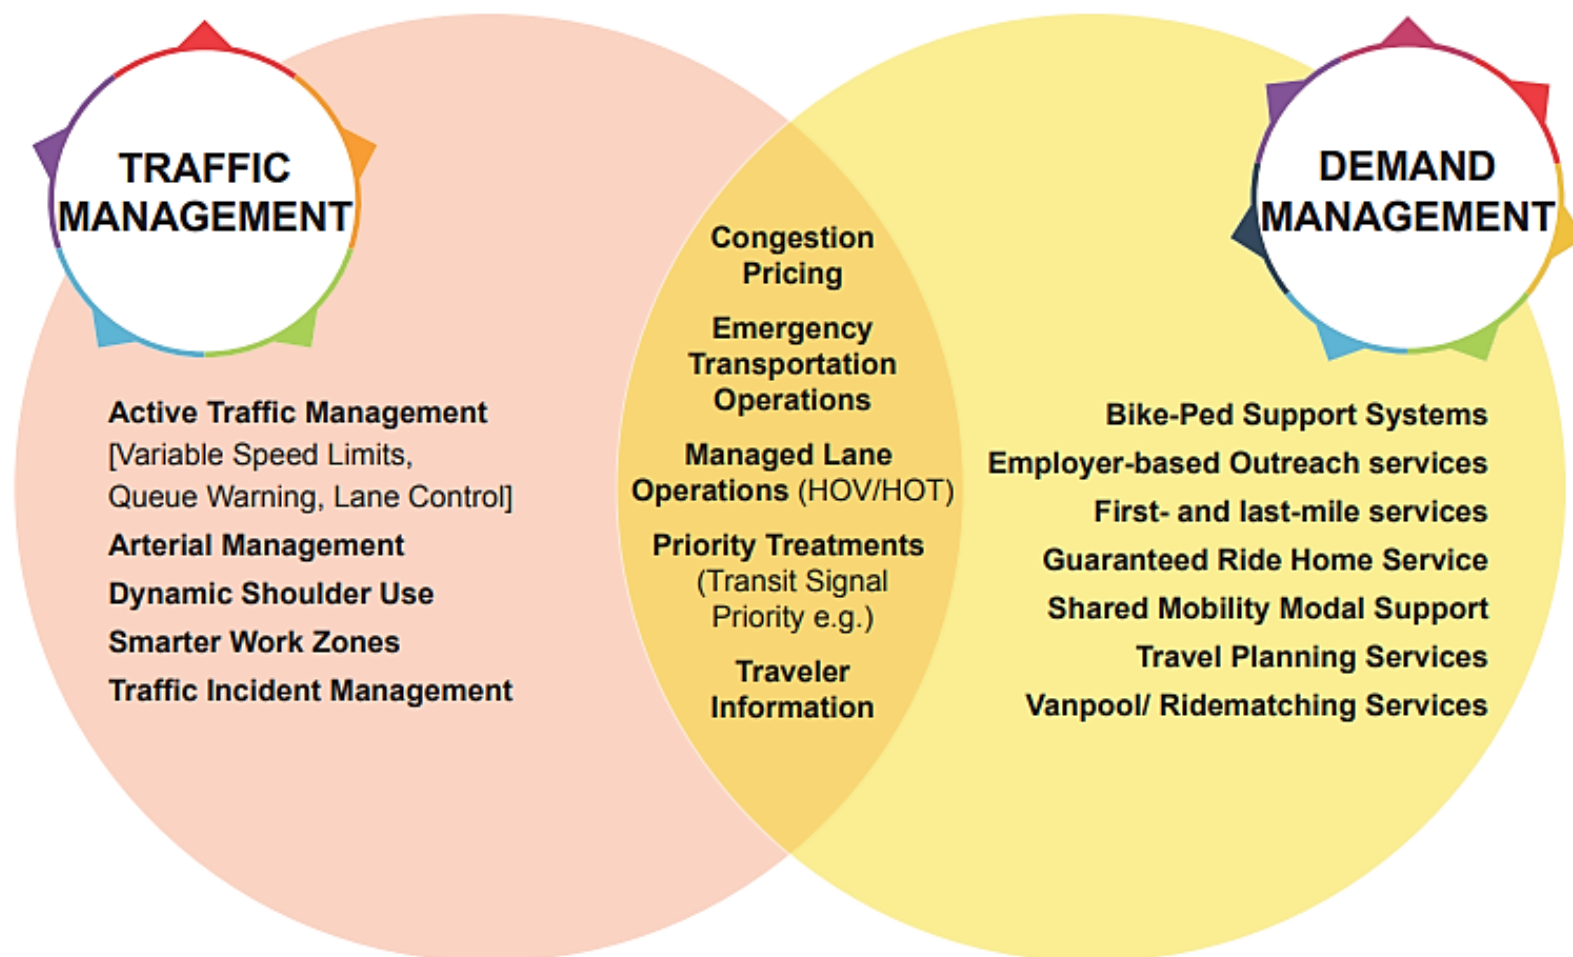 TRAFFIC
MANAGEMENT
Active Traffic Management
[Variable Speed Limits,
Queue Warning, Lane Control]
Arterial Management
Dynamic Shoulder Use
Smarter Work Zones
Traffic Incident Management
Congestion
Pricing
Emergency
Transportation
Operations
Managed Lane
Operations (HOV/HOT)
Priority Treatments
(Transit Signal
Priority e.g.)
Traveler
Information
DEMAND
MANAGEMENT
Bike-Ped Support Systems
Employer-based Outreach services
First- and last-mile services
Guaranteed Ride Home Service
Shared Mobility Modal Support
Travel Planning Services
Vanpool/ Ridematching Services